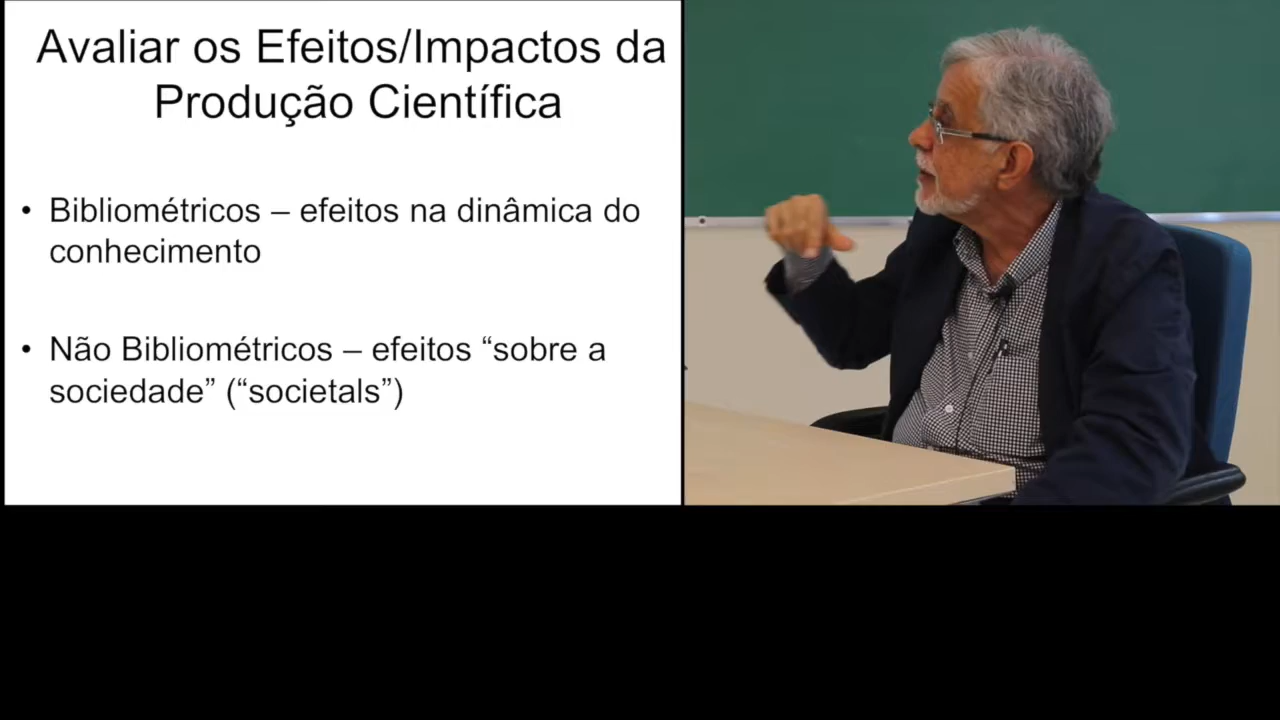 Avaliar os Efeitos/Impactos da
Produção Científica
• Bibliométricos – efeitos na dinâmica do
conhecimento
• Não Bibliométricos – efeitos “sobre a
sociedade” (“societals”)